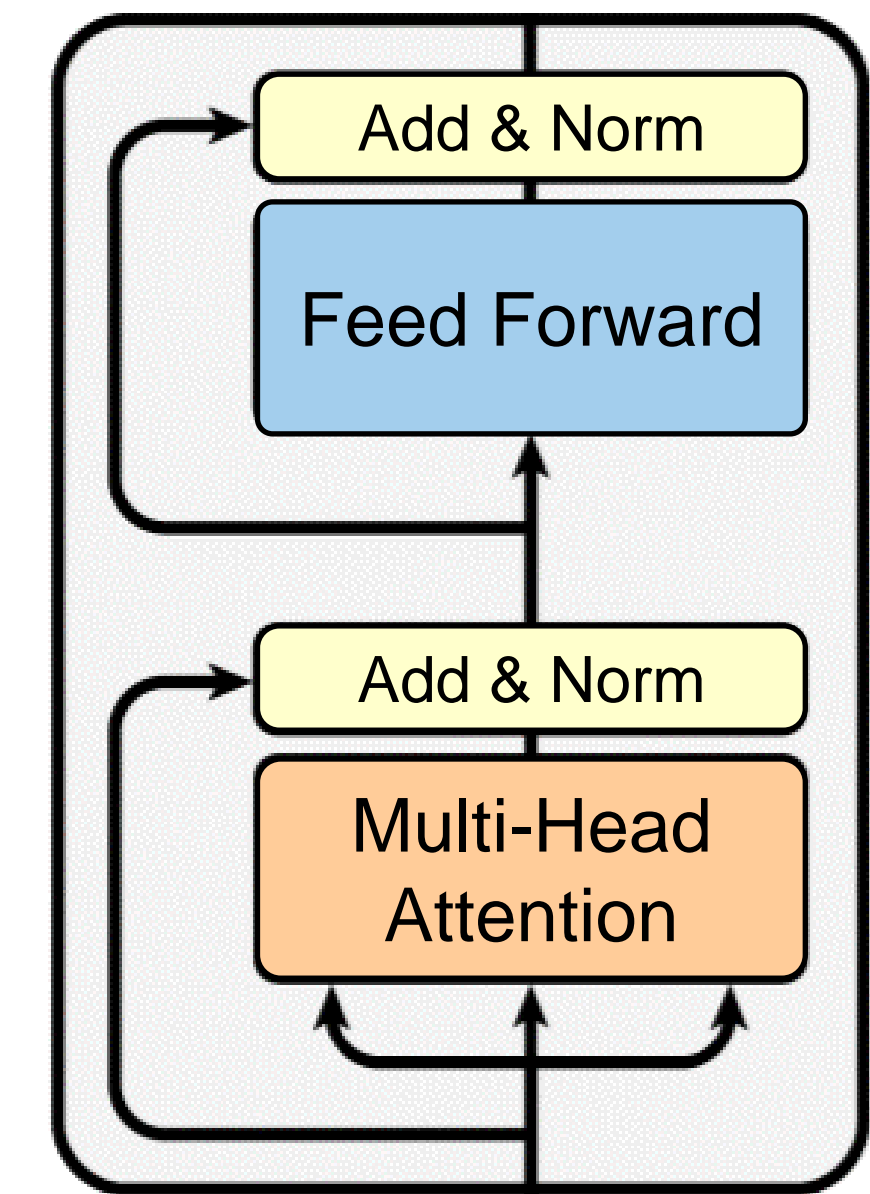 Add & Norm
Feed Forward
Add & Norm
Multi-Head
Attention